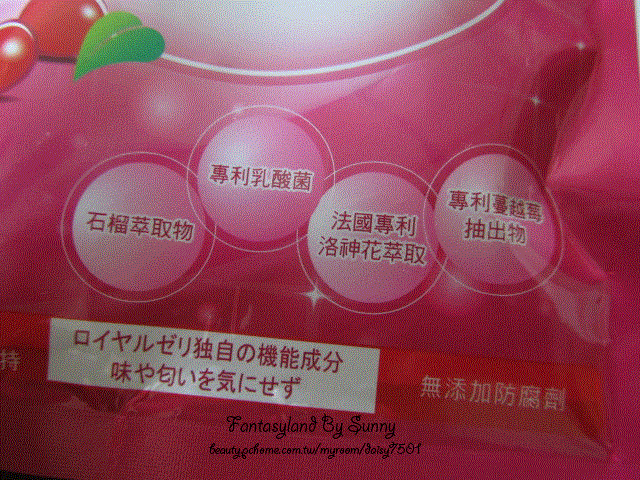 專利乳酸菌
專利蔓越莓
抽出物
石榴萃取物
法國專利
洛神花萃取
ロイヤルゼリ独自の機能成分
味や匂いを気にせず
持
無添加防腐劑
Fantasyland By Sunny
beauty.pchome.com.tw/myroom/daisy7581